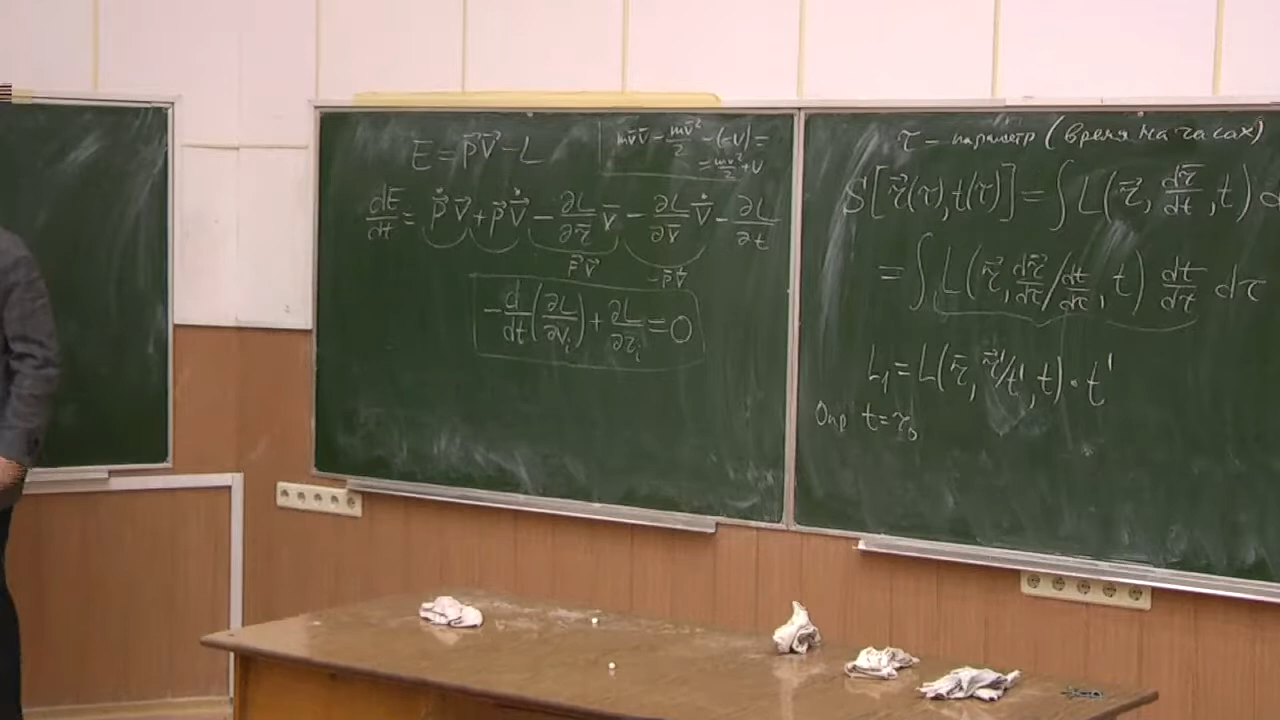 E = p⃗v⃗ − L
mv̄v̄ − mv̄²/2 − (−U) =
= mv²/2 + U
dE/dt = p⃗̇ v⃗ + p⃗ v⃗̇ − ∂L/∂r̄ v̄ − ∂L/∂v̄ v̄̇ − ∂L/∂t
F⃗v⃗
−d/dt(∂L/∂vᵢ) + ∂L/∂rᵢ = 0
τ – параметр (время на часах)
S[r⃗(τ), t(τ)] = ∫ L(r⃗, dr̄/dt, t) d
= ∫ L(r⃗, dr̄/dτ / dt/dτ, t) dt/dτ dτ
L₁ = L(r̄, r̄'/t', t) · t'
Опр t = r₀